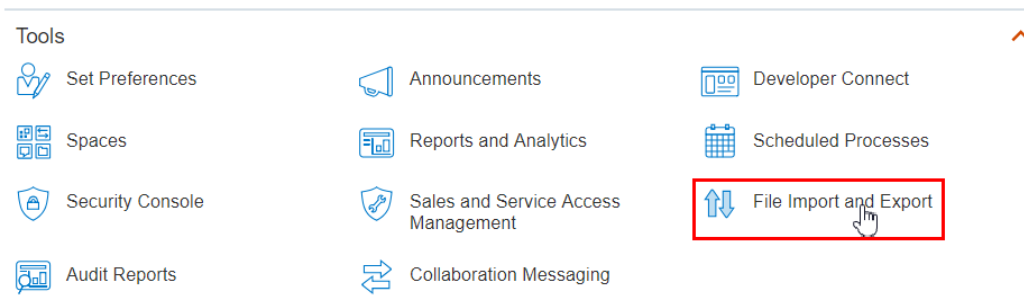 Tools
Set Preferences
Announcements
Developer Connect
Spaces
Reports and Analytics
Scheduled Processes
Security Console
Sales and Service Access
Management
File Import and Export
Audit Reports
Collaboration Messaging